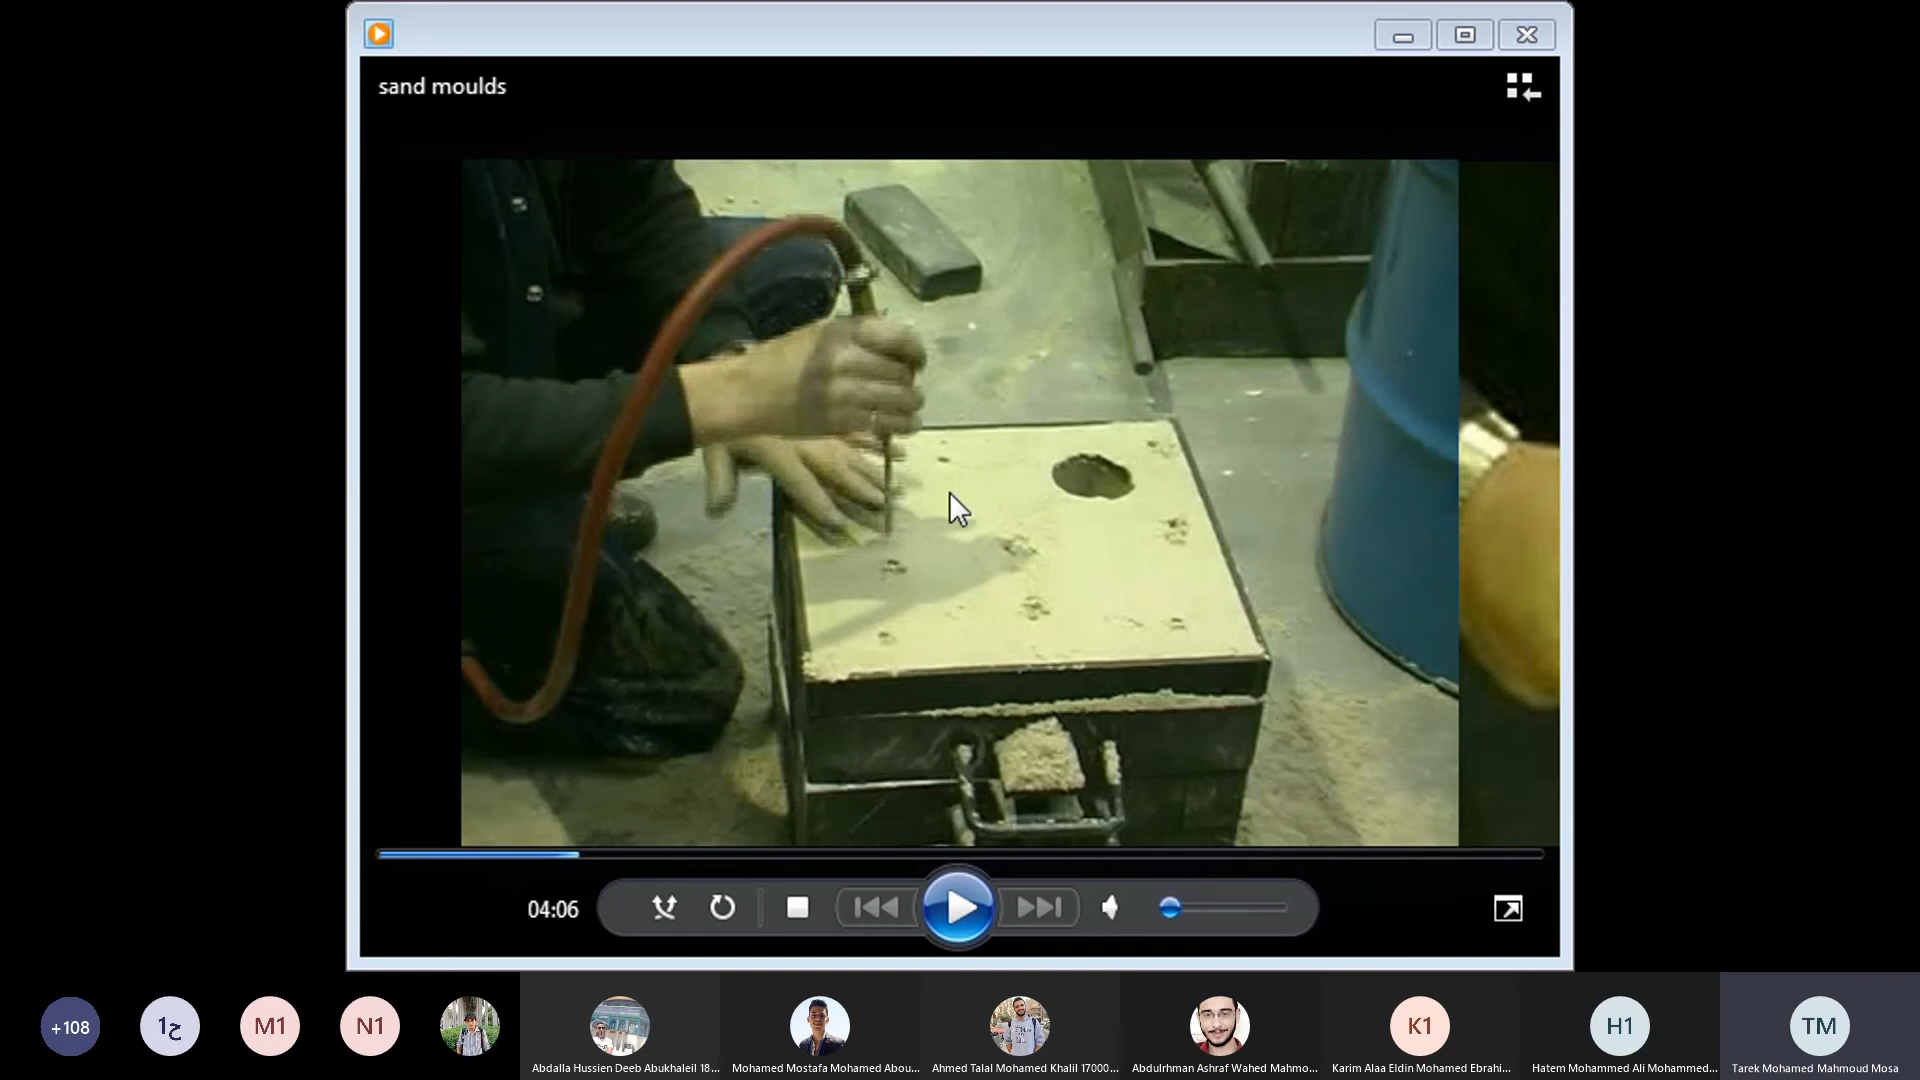 sand moulds
04:06
+108
ح1
M1
N1
K1
H1
TM
Abdalla Hussien Deeb Abukhaleil 18...
Mohamed Mostafa Mohamed Abou...
Ahmed Talal Mohamed Khalil 17000...
Abdulrhman Ashraf Wahed Mahmo...
Karim Alaa Eldin Mohamed Ebrahi...
Hatem Mohammed Ali Mohammed...
Tarek Mohamed Mahmoud Mosa